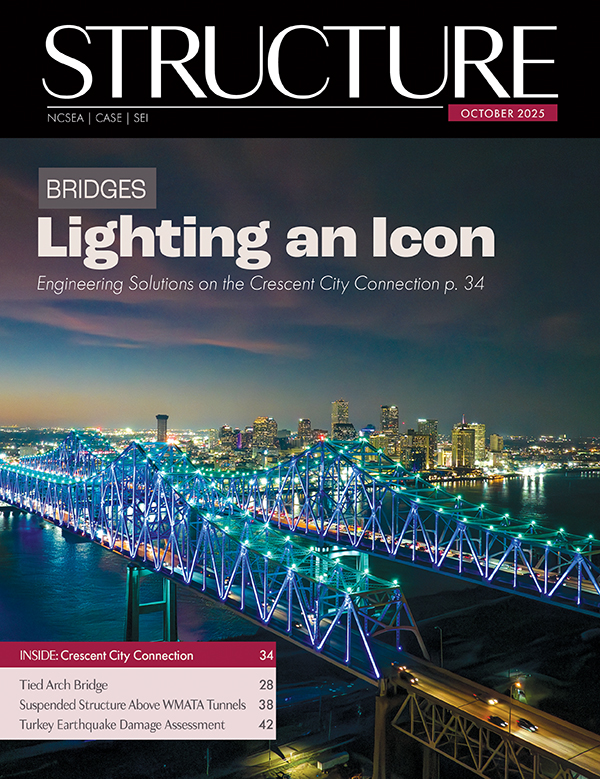 STRUCTURE
NCSEA | CASE | SEI
OCTOBER 2025
BRIDGES
Lighting an Icon
Engineering Solutions on the Crescent City Connection p. 34
INSIDE: Crescent City Connection 34
Tied Arch Bridge 28
Suspended Structure Above WMATA Tunnels 38
Turkey Earthquake Damage Assessment 42